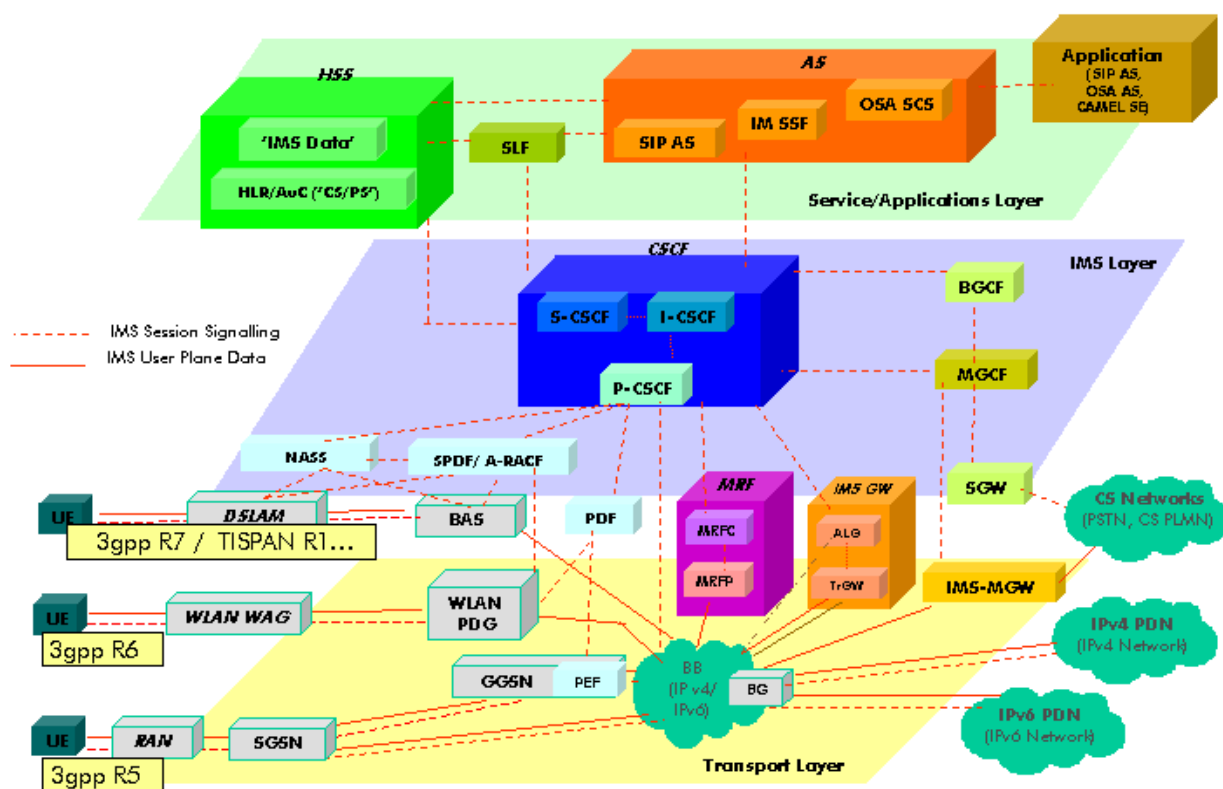 HSS
AS
Application
(SIP AS,
OSA AS,
CAMEL SE)
OSA SCS
IM SSF
'IMS Data'
SLF
SIP AS
HLR/AuC ('CS/PS')
Service/Applications Layer
CSCF
IMS Layer
BGCF
S-CSCF
I-CSCF
IMS Session Signalling
IMS User Plane Data
MGCF
P-CSCF
NASS
SPDF/ A-RACF
MRF
IMS GW
SGW
CS Networks
(PSTN, CS PLMN)
UE
DSLAM
BAS
PDF
MRFC
ALG
3gpp R7 / TISPAN R1...
MRFP
TrGW
IMS-MGW
WLAN
PDG
UE
WLAN WAG
3gpp R6
IPv4 PDN
(IPv4 Network)
GGSN
PEF
BB
(IP v4/
IPv6)
BG
IPv6 PDN
(IPv6 Network)
UE
RAN
SGSN
3gpp R5
Transport Layer